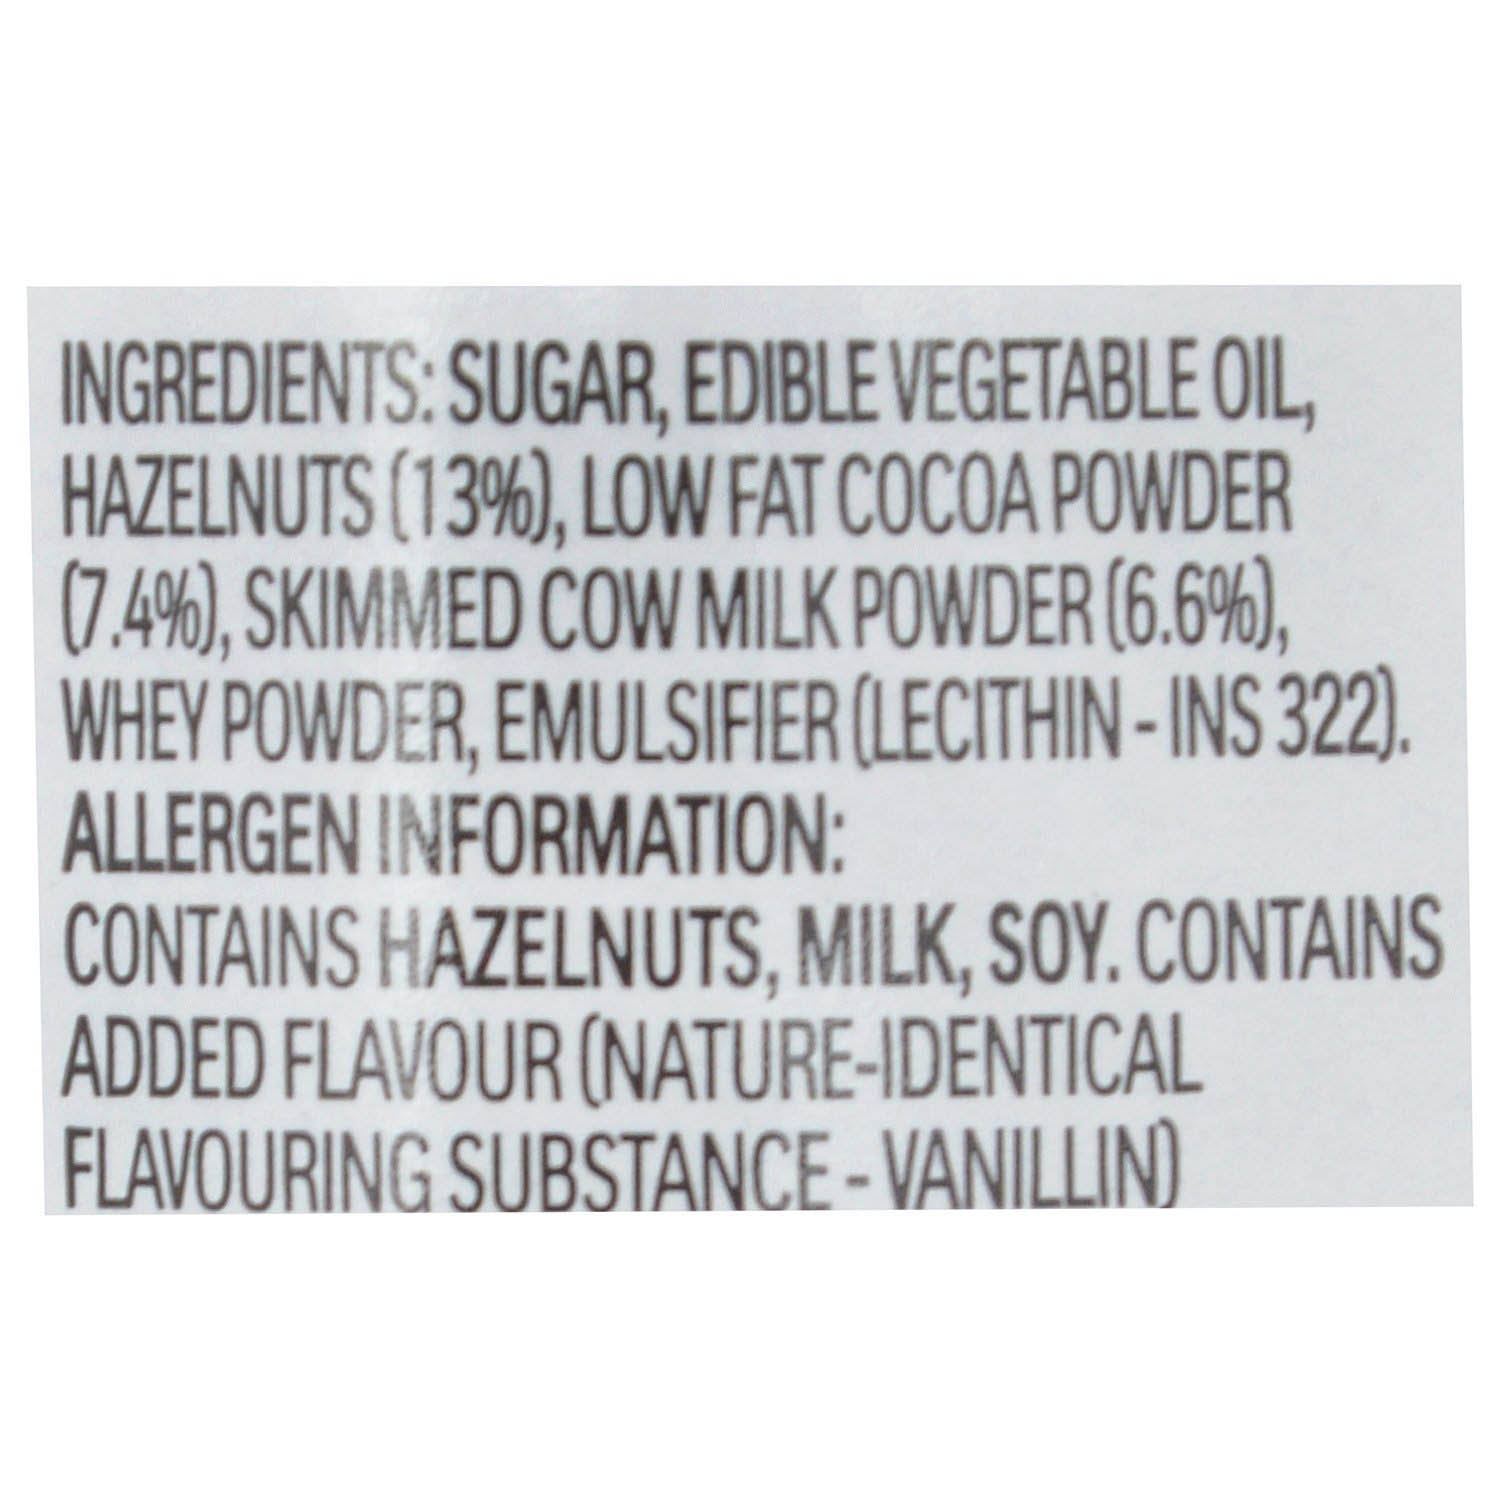 INGREDIENTS: SUGAR, EDIBLE VEGETABLE OIL,
HAZELNUTS (13%), LOW FAT COCOA POWDER
(7.4%), SKIMMED COW MILK POWDER (6.6%),
WHEY POWDER, EMULSIFIER (LECITHIN - INS 322).
ALLERGEN INFORMATION:
CONTAINS HAZELNUTS, MILK, SOY. CONTAINS
ADDED FLAVOUR (NATURE-IDENTICAL
FLAVOURING SUBSTANCE - VANILLIN)